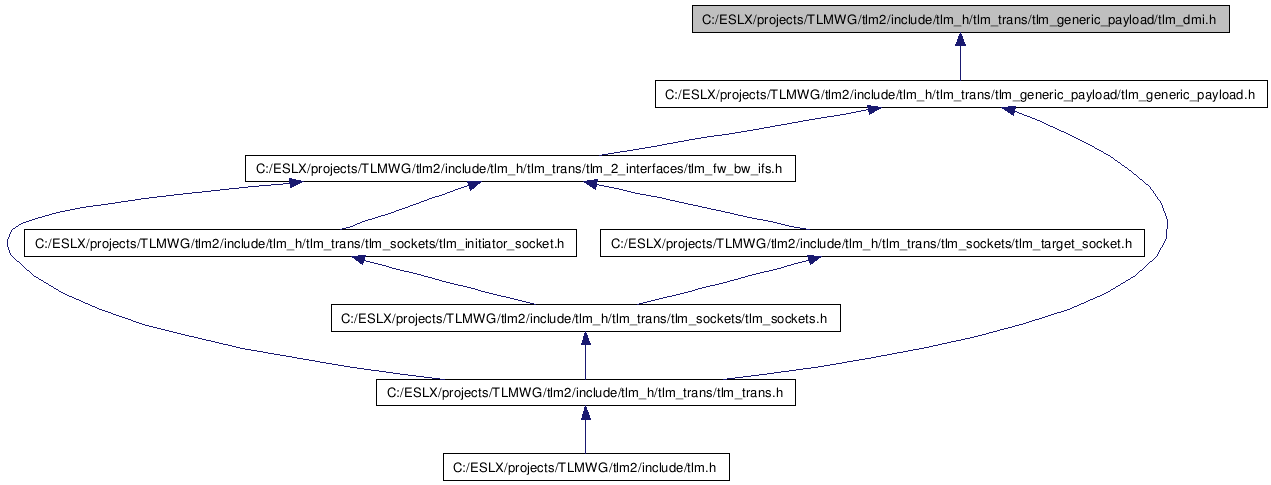 C:/ESLX/projects/TLMWG/tlm2/include/tlm_h/tlm_trans/tlm_generic_payload/tlm_dmi.h
C:/ESLX/projects/TLMWG/tlm2/include/tlm_h/tlm_trans/tlm_generic_payload/tlm_generic_payload.h
C:/ESLX/projects/TLMWG/tlm2/include/tlm_h/tlm_trans/tlm_2_interfaces/tlm_fw_bw_ifs.h
C:/ESLX/projects/TLMWG/tlm2/include/tlm_h/tlm_trans/tlm_sockets/tlm_initiator_socket.h
C:/ESLX/projects/TLMWG/tlm2/include/tlm_h/tlm_trans/tlm_sockets/tlm_target_socket.h
C:/ESLX/projects/TLMWG/tlm2/include/tlm_h/tlm_trans/tlm_sockets/tlm_sockets.h
C:/ESLX/projects/TLMWG/tlm2/include/tlm_h/tlm_trans/tlm_trans.h
C:/ESLX/projects/TLMWG/tlm2/include/tlm.h